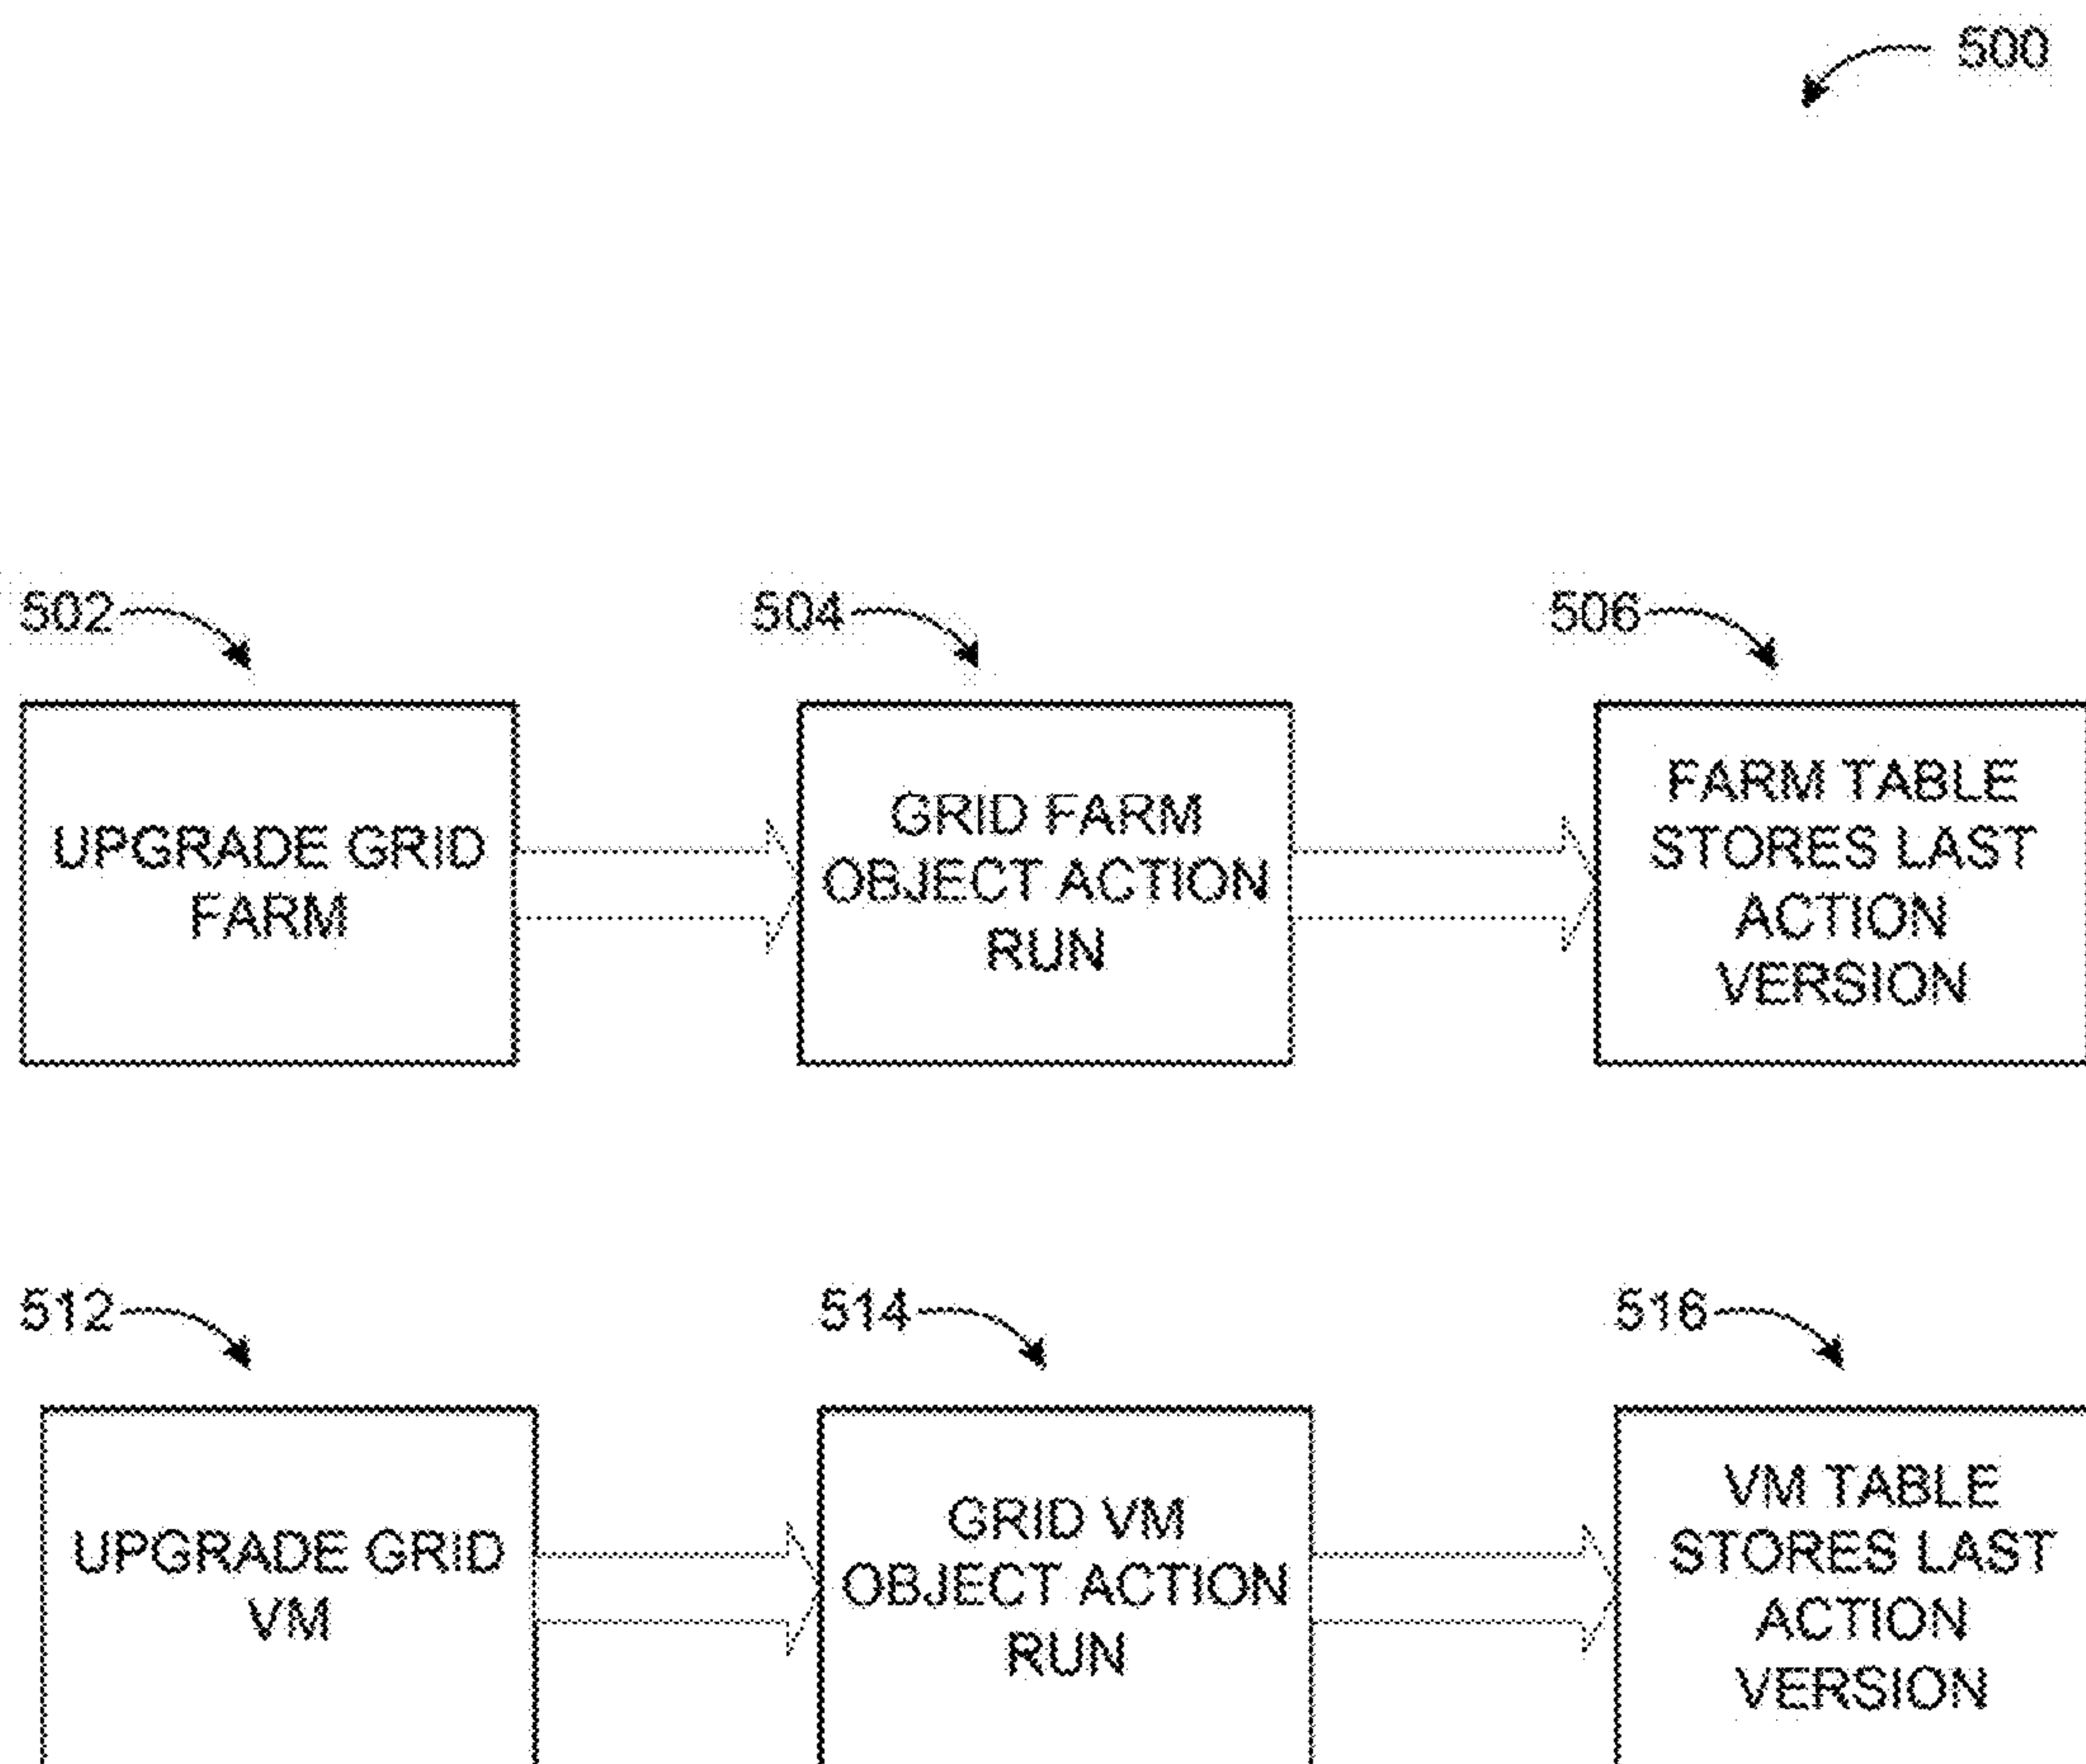 500
502
504
506
UPGRADE GRID
FARM
GRID FARM
OBJECT ACTION
RUN
FARM TABLE
STORES LAST
ACTION
VERSION
512
514
516
UPGRADE GRID
VM
GRID VM
OBJECT ACTION
RUN
VM TABLE
STORES LAST
ACTION
VERSION